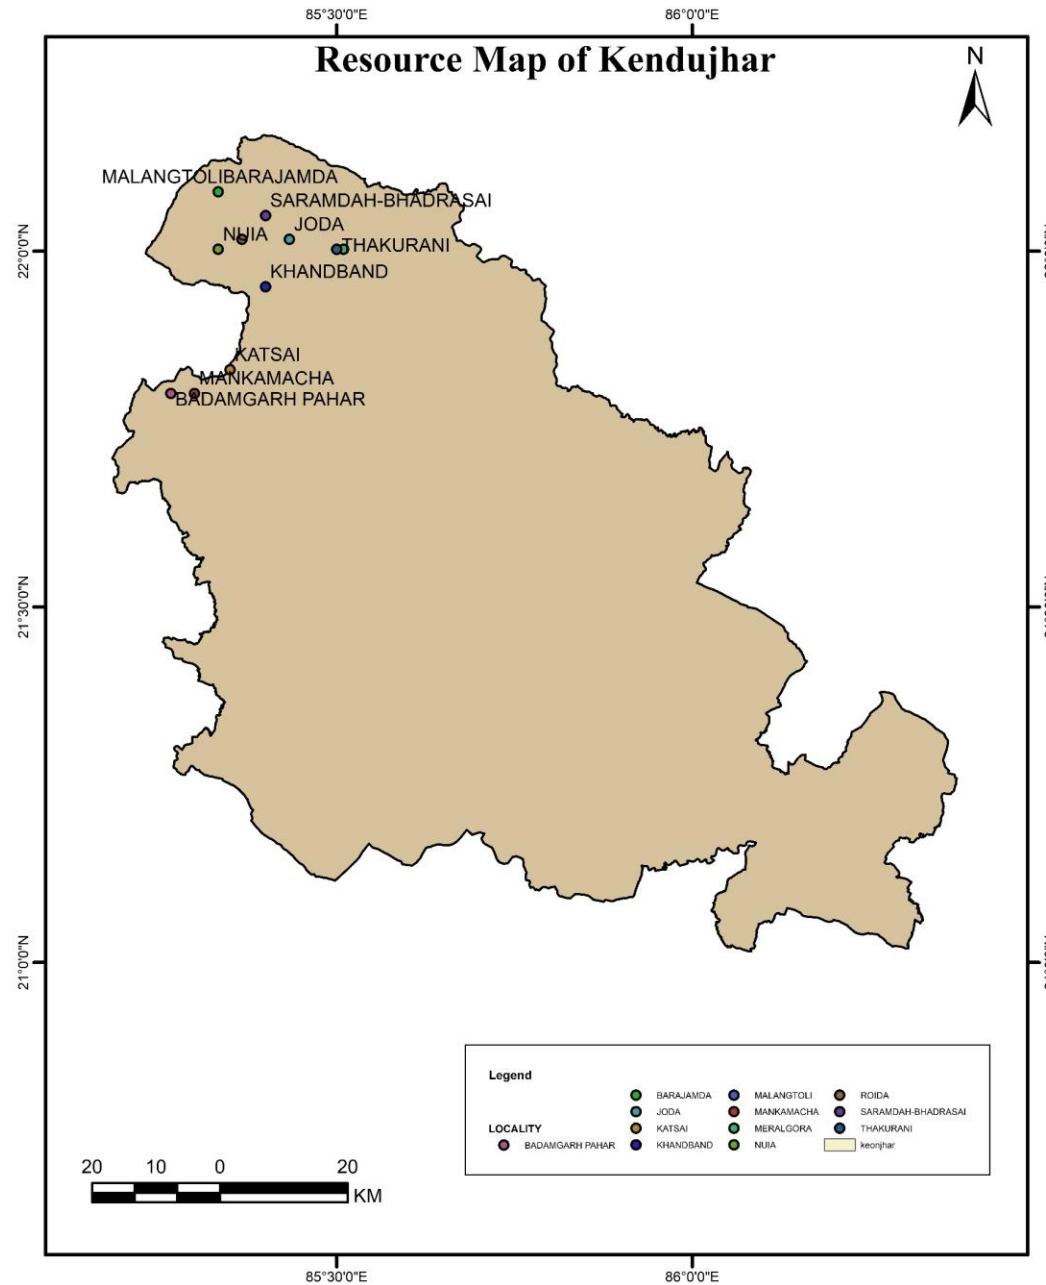 85°30'0"E 86°0'0"E
Resource Map of Kendujhar
N
MALANGTOLIBARAJAMDA
SARAMDAH-BHADRASAI
NUIA JODA
THAKURANI
22°0'0"N
KHANDBAND
KATSAI
MANKAMACHA
BADAMGARH PAHAR
21°30'0"N
21°0'0"N
Legend
LOCALITY
BADAMGARH PAHAR
BARAJAMDA
JODA
KATSAI
KHANDBAND
MALANGTOLI
MANKAMACHA
MERALGORA
NUIA
ROIDA
SARAMDAH-BHADRASAI
THAKURANI
keonjhar
20 10 0 20
KM
85°30'0"E 86°0'0"E